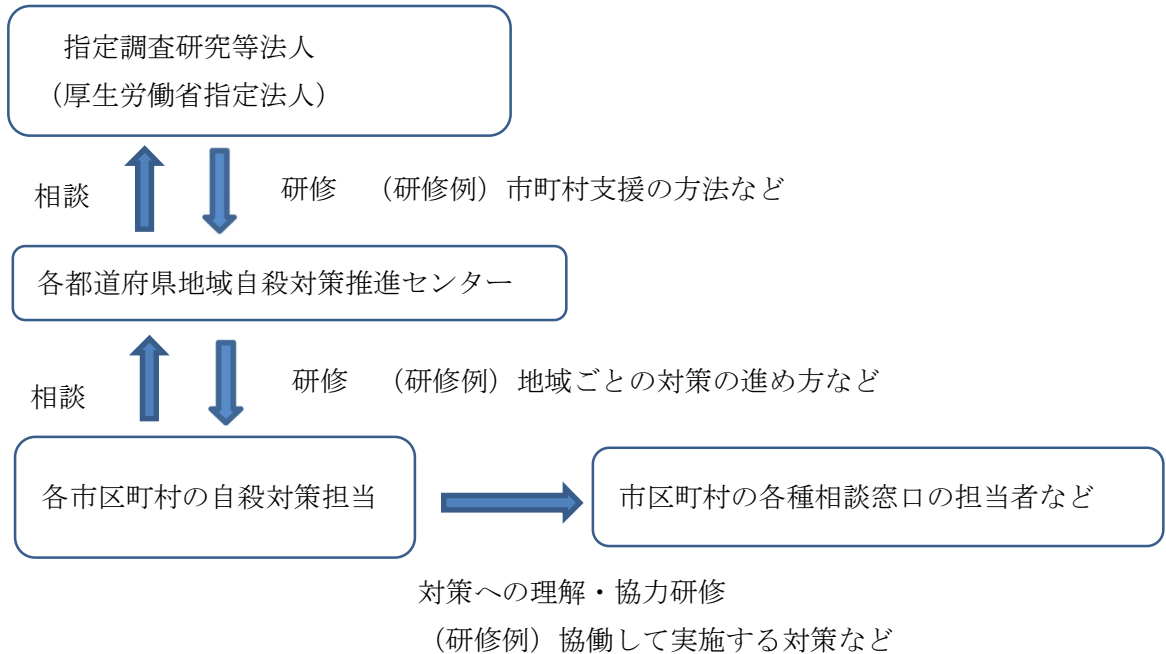 指定調査研究等法人
（厚生労働省指定法人）
相談
研修　（研修例）市町村支援の方法など
各都道府県地域自殺対策推進センター
相談
研修　（研修例）地域ごとの対策の進め方など
各市区町村の自殺対策担当
市区町村の各種相談窓口の担当者など
対策への理解・協力研修
（研修例）協働して実施する対策など